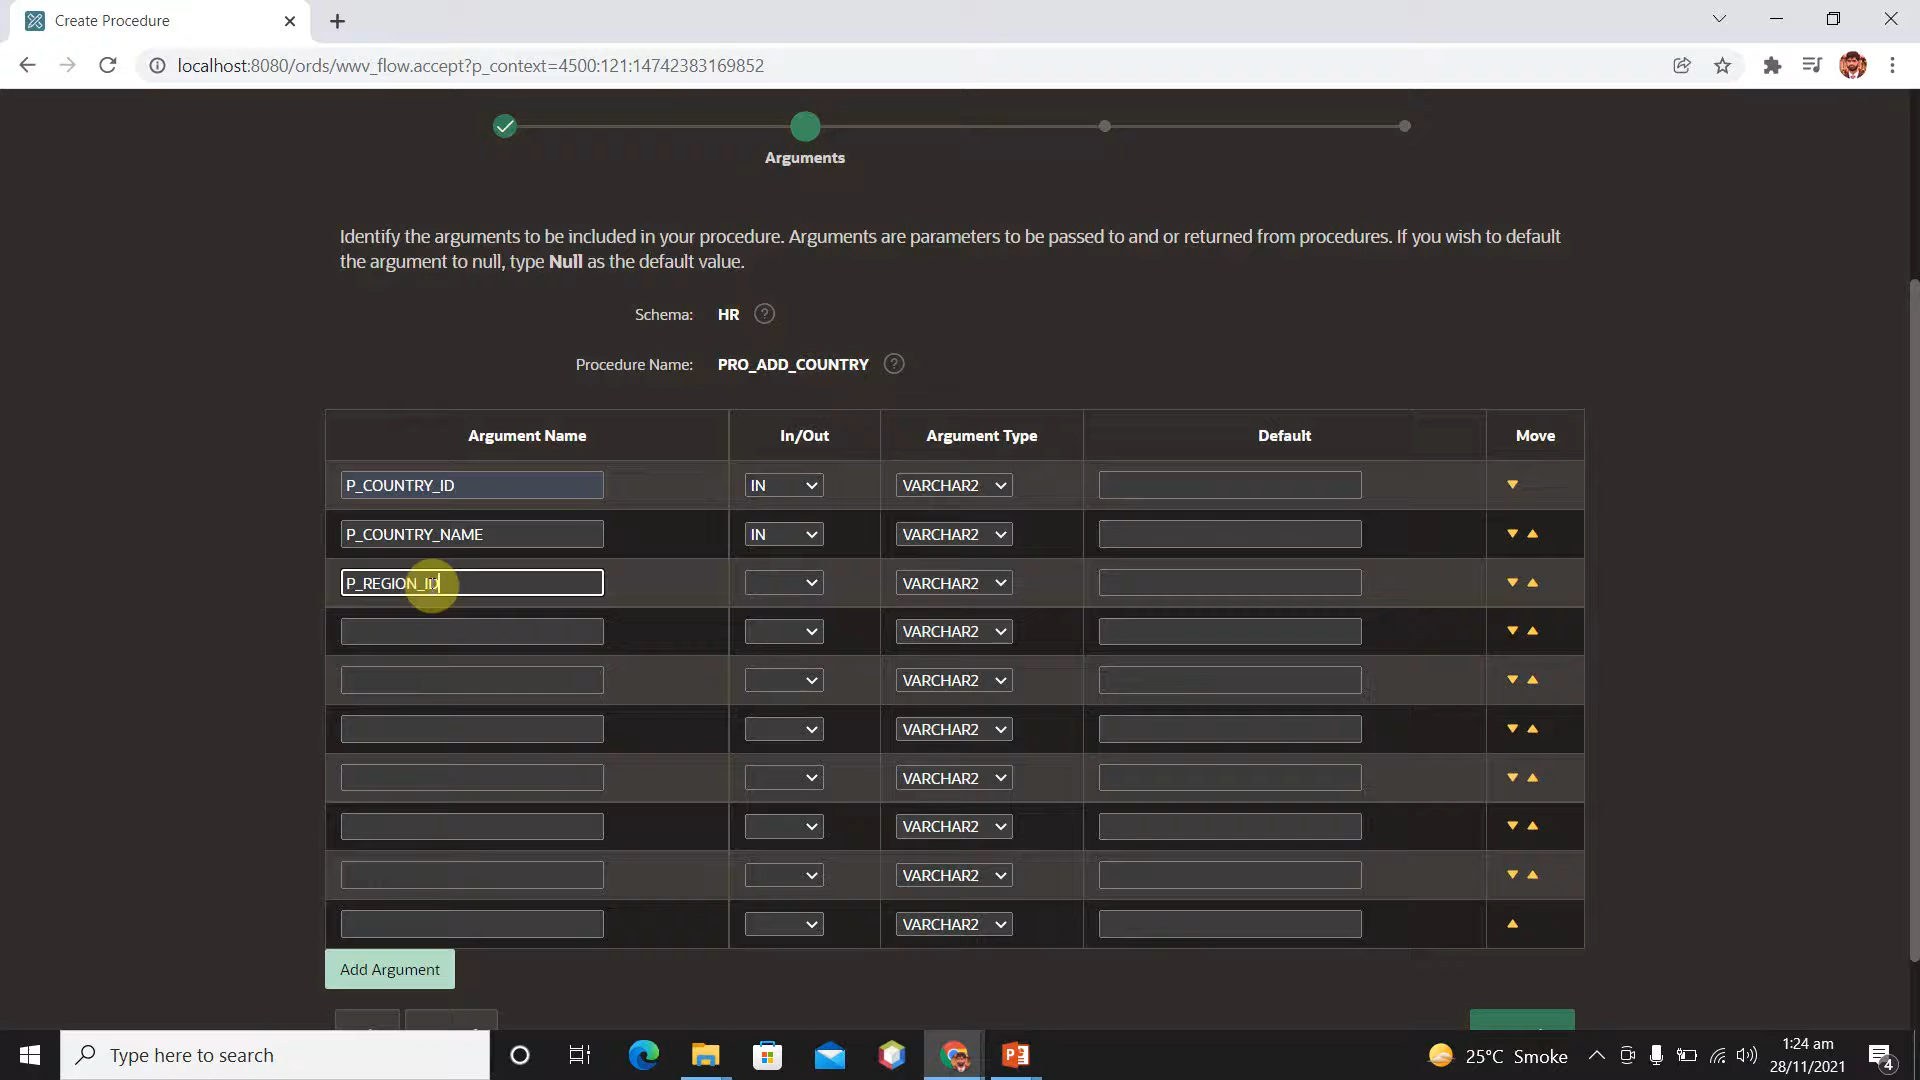 Create Procedure
localhost:8080/ords/wwv_flow.accept?p_context=4500:121:14742383169852
Arguments
Identify the arguments to be included in your procedure. Arguments are parameters to be passed to and or returned from procedures. If you wish to default
the argument to null, type Null as the default value.
Schema: HR ?
Procedure Name: PRO_ADD_COUNTRY ?
Argument Name In/Out Argument Type Default Move
P_COUNTRY_ID IN VARCHAR2
P_COUNTRY_NAME IN VARCHAR2
P_REGION_ID VARCHAR2
VARCHAR2
VARCHAR2
VARCHAR2
VARCHAR2
VARCHAR2
VARCHAR2
VARCHAR2
Add Argument
Type here to search
25°C Smoke
1:24 am
28/11/2021
4